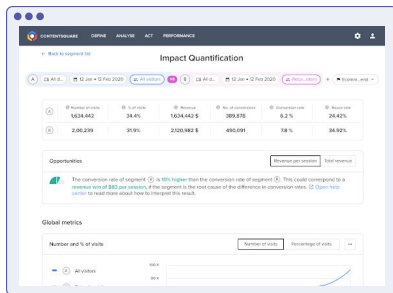 CONTENTSQUARE DEFINE ANALYSE ACT PERFORMANCE
← Back to segment list
Impact Quantification
A All d... 12 Jan • 12 Feb 2020 All visitors VS B All d... 12 Jan • 12 Feb 2020
Number of visits % of visits Revenue No. of conversions Conversion rate Bounce rate
A 1,634,442 34.4% 1,634,442 $ 389,878 6.2 % 24.42%
2,00,239 31.9% 2,120,982 $ 490,091 7.8 % 34.92%
Opportunities Revenue per session Total revenue
The conversion rate of segment is 15% higher than the conversion rate of segment This could correspond to a
revenue win of $82 per session, if the segment is the root cause of the difference in conversion rates. Open help
center to read more about how to interpret this result.
Global metrics
Number and % of visits Number of visits Percentage of visits ...
A All visitors